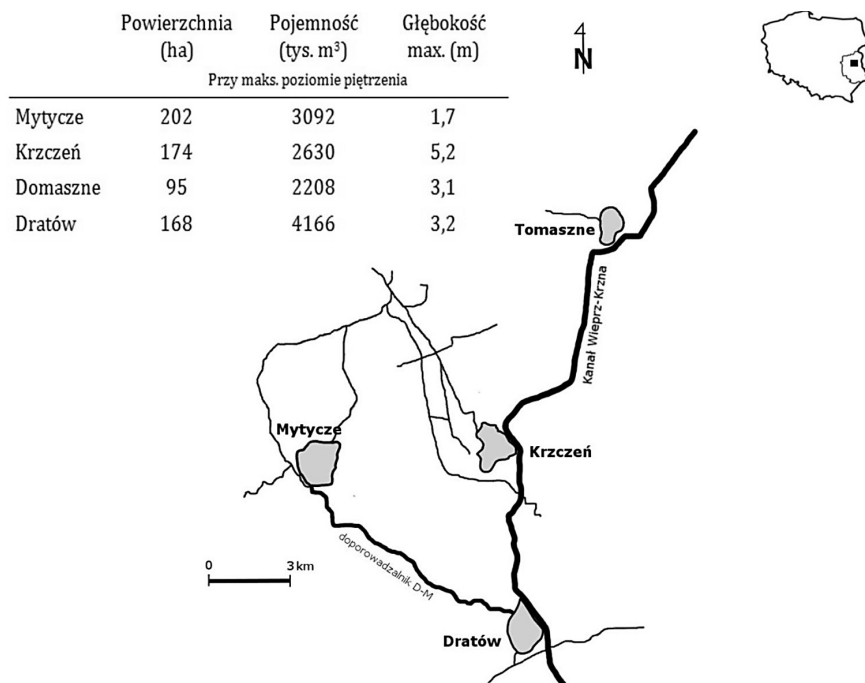 Powierzchnia (ha) Pojemność (tys. m³) Głębokość max. (m)
Przy maks. poziomie piętrzenia
Mytycze 202 3092 1,7
Krzczeń 174 2630 5,2
Domaszne 95 2208 3,1
Dratów 168 4166 3,2
N
Tomaszne
Kanał Wieprz-Krzna
Mytycze
Krzczeń
doporowadzalnik D-M
0 3 km
Dratów